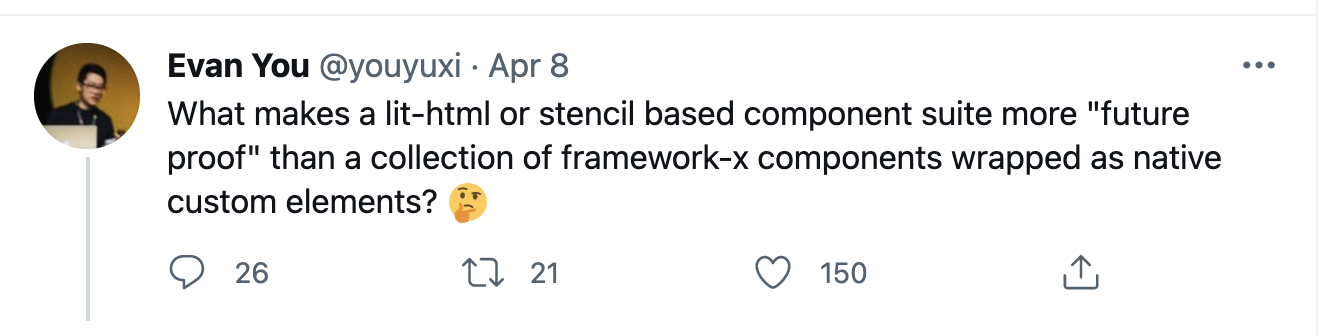 Evan You @youyuxi · Apr 8
What makes a lit-html or stencil based component suite more "future
proof" than a collection of framework-x components wrapped as native
custom elements? 🤔
26 21 150